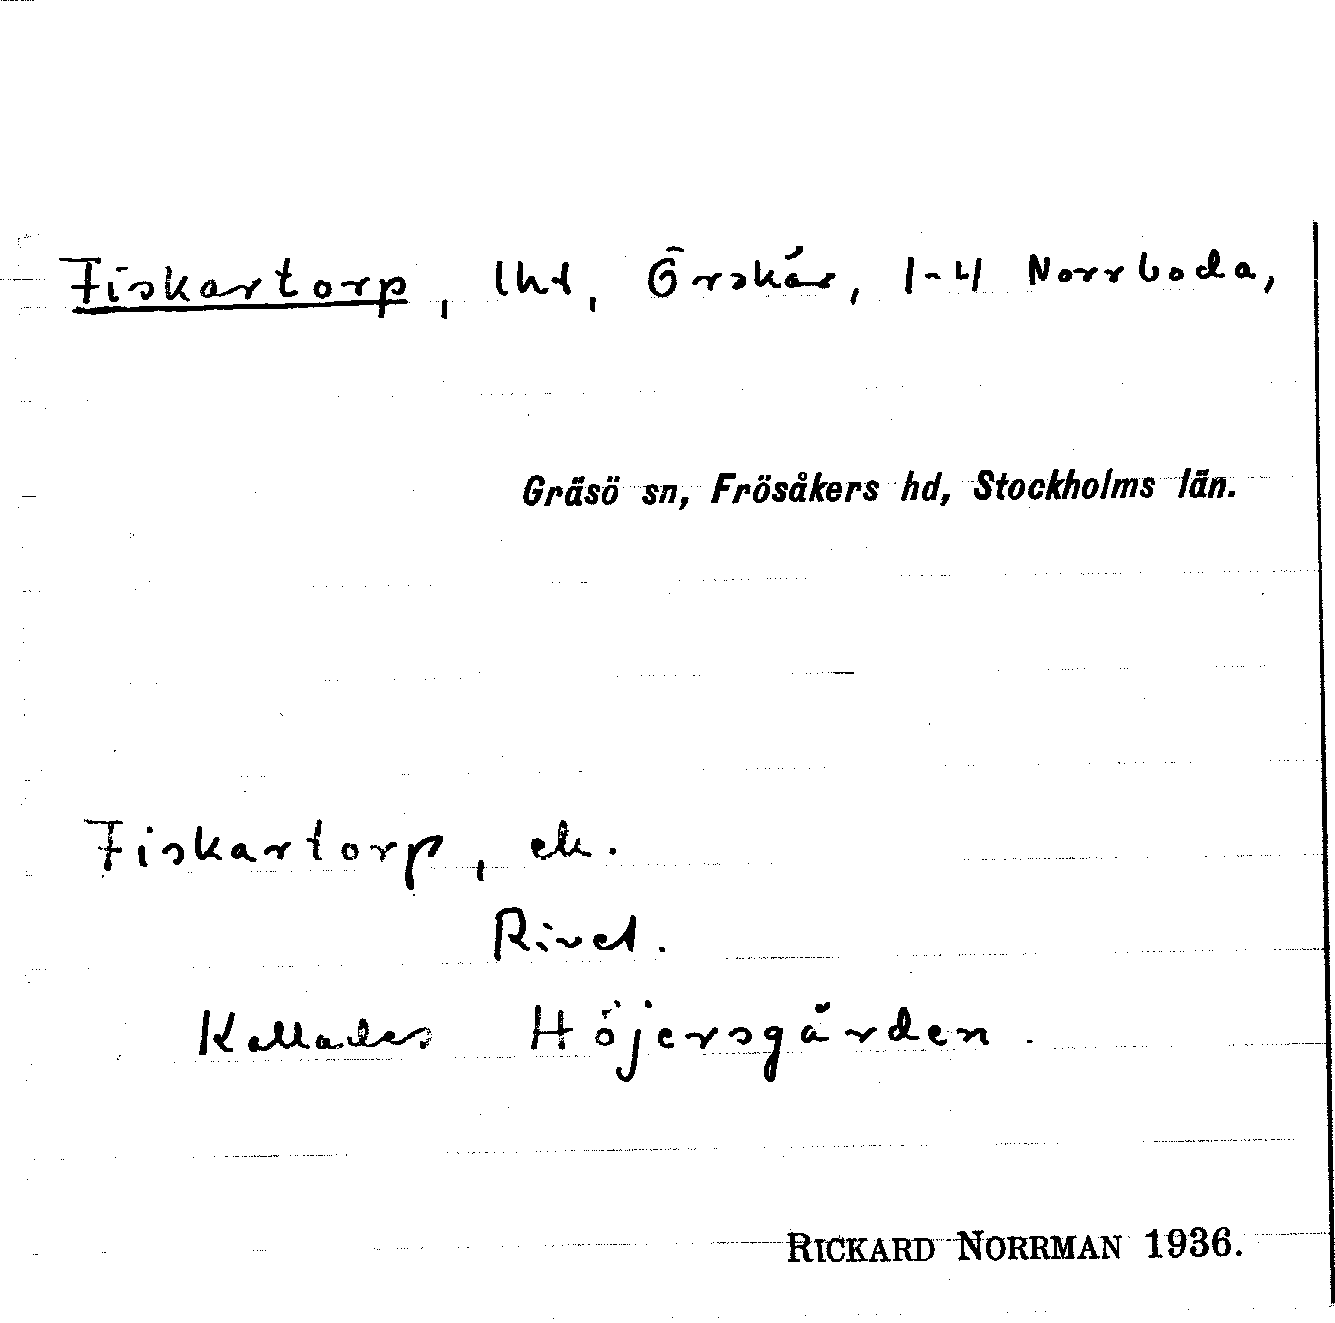 Fiskartorp, lht, Örskär, 1-4 Norrboda,
Gräsö sn, Frösåkers hd, Stockholms län.
Fiskartorp, ek.
Rivet.
Kallades Höjersgården.
RICKARD NORRMAN 1936.